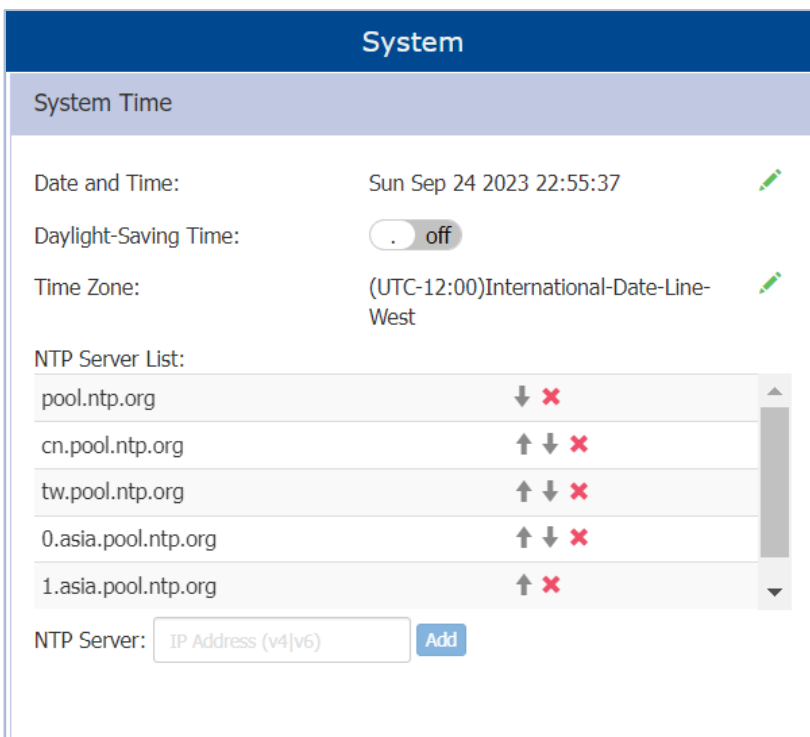 System
System Time
Date and Time: Sun Sep 24 2023 22:55:37
Daylight-Saving Time: . off
Time Zone: (UTC-12:00)International-Date-Line-
West
NTP Server List:
pool.ntp.org
cn.pool.ntp.org
tw.pool.ntp.org
0.asia.pool.ntp.org
1.asia.pool.ntp.org
NTP Server: IP Address (v4|v6) Add